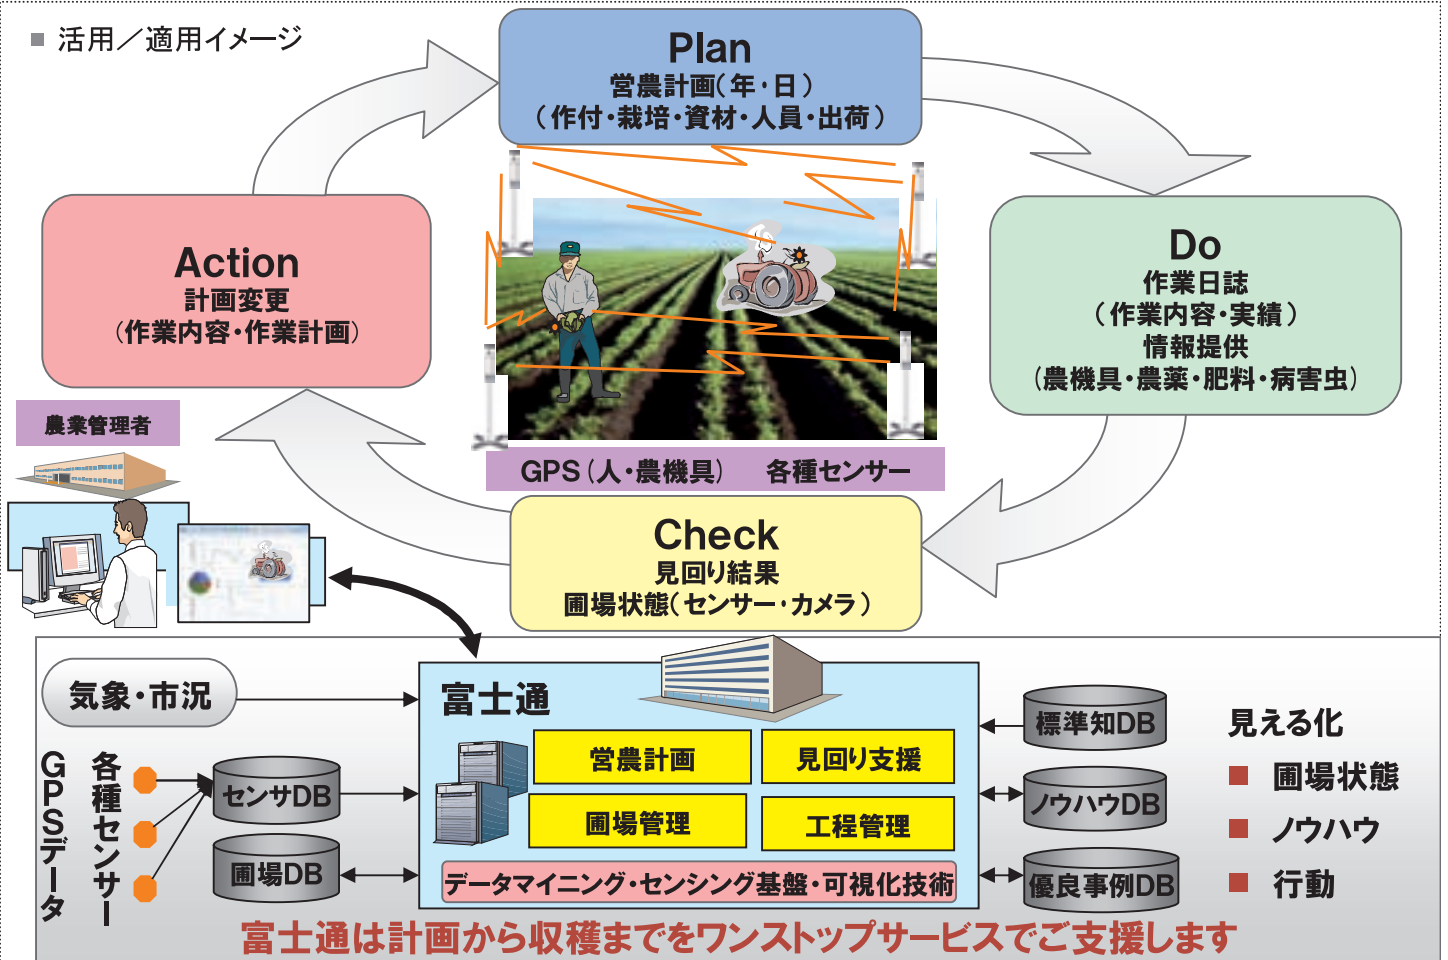 ■ 活用／適用イメージ
Plan
営農計画（年・日）
（作付・栽培・資材・人員・出荷）
Action
計画変更
（作業内容・作業計画）
Do
作業日誌
（作業内容・実績）
情報提供
（農機具・農薬・肥料・病害虫）
農業管理者
GPS（人・農機具）　各種センサー
Check
見回り結果
圃場状態（センサー・カメラ）
気象・市況
富士通
営農計画
見回り支援
圃場管理
工程管理
データマイニング・センシング基盤・可視化技術
GPSデータ
各種センサー
センサDB
圃場DB
標準知DB
ノウハウDB
優良事例DB
見える化
■ 圃場状態
■ ノウハウ
■ 行動
富士通は計画から収穫までをワンストップサービスでご支援します